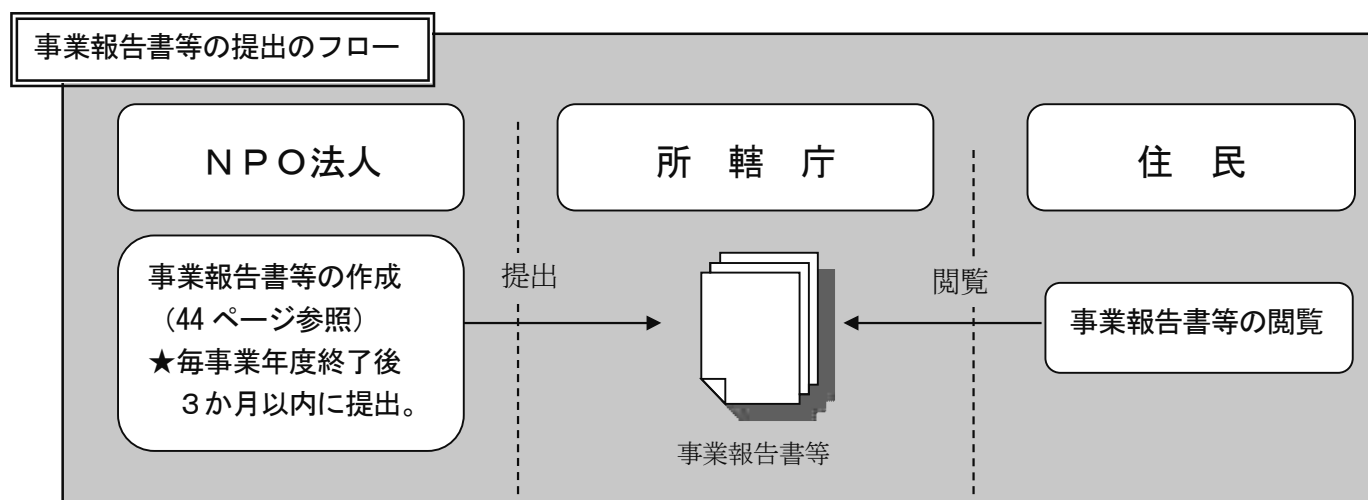 事業報告書等の提出のフロー
ＮＰＯ法人
所　轄　庁
住　民
事業報告書等の作成
（44 ページ参照）
★毎事業年度終了後
３か月以内に提出。
提出
事業報告書等
閲覧
事業報告書等の閲覧